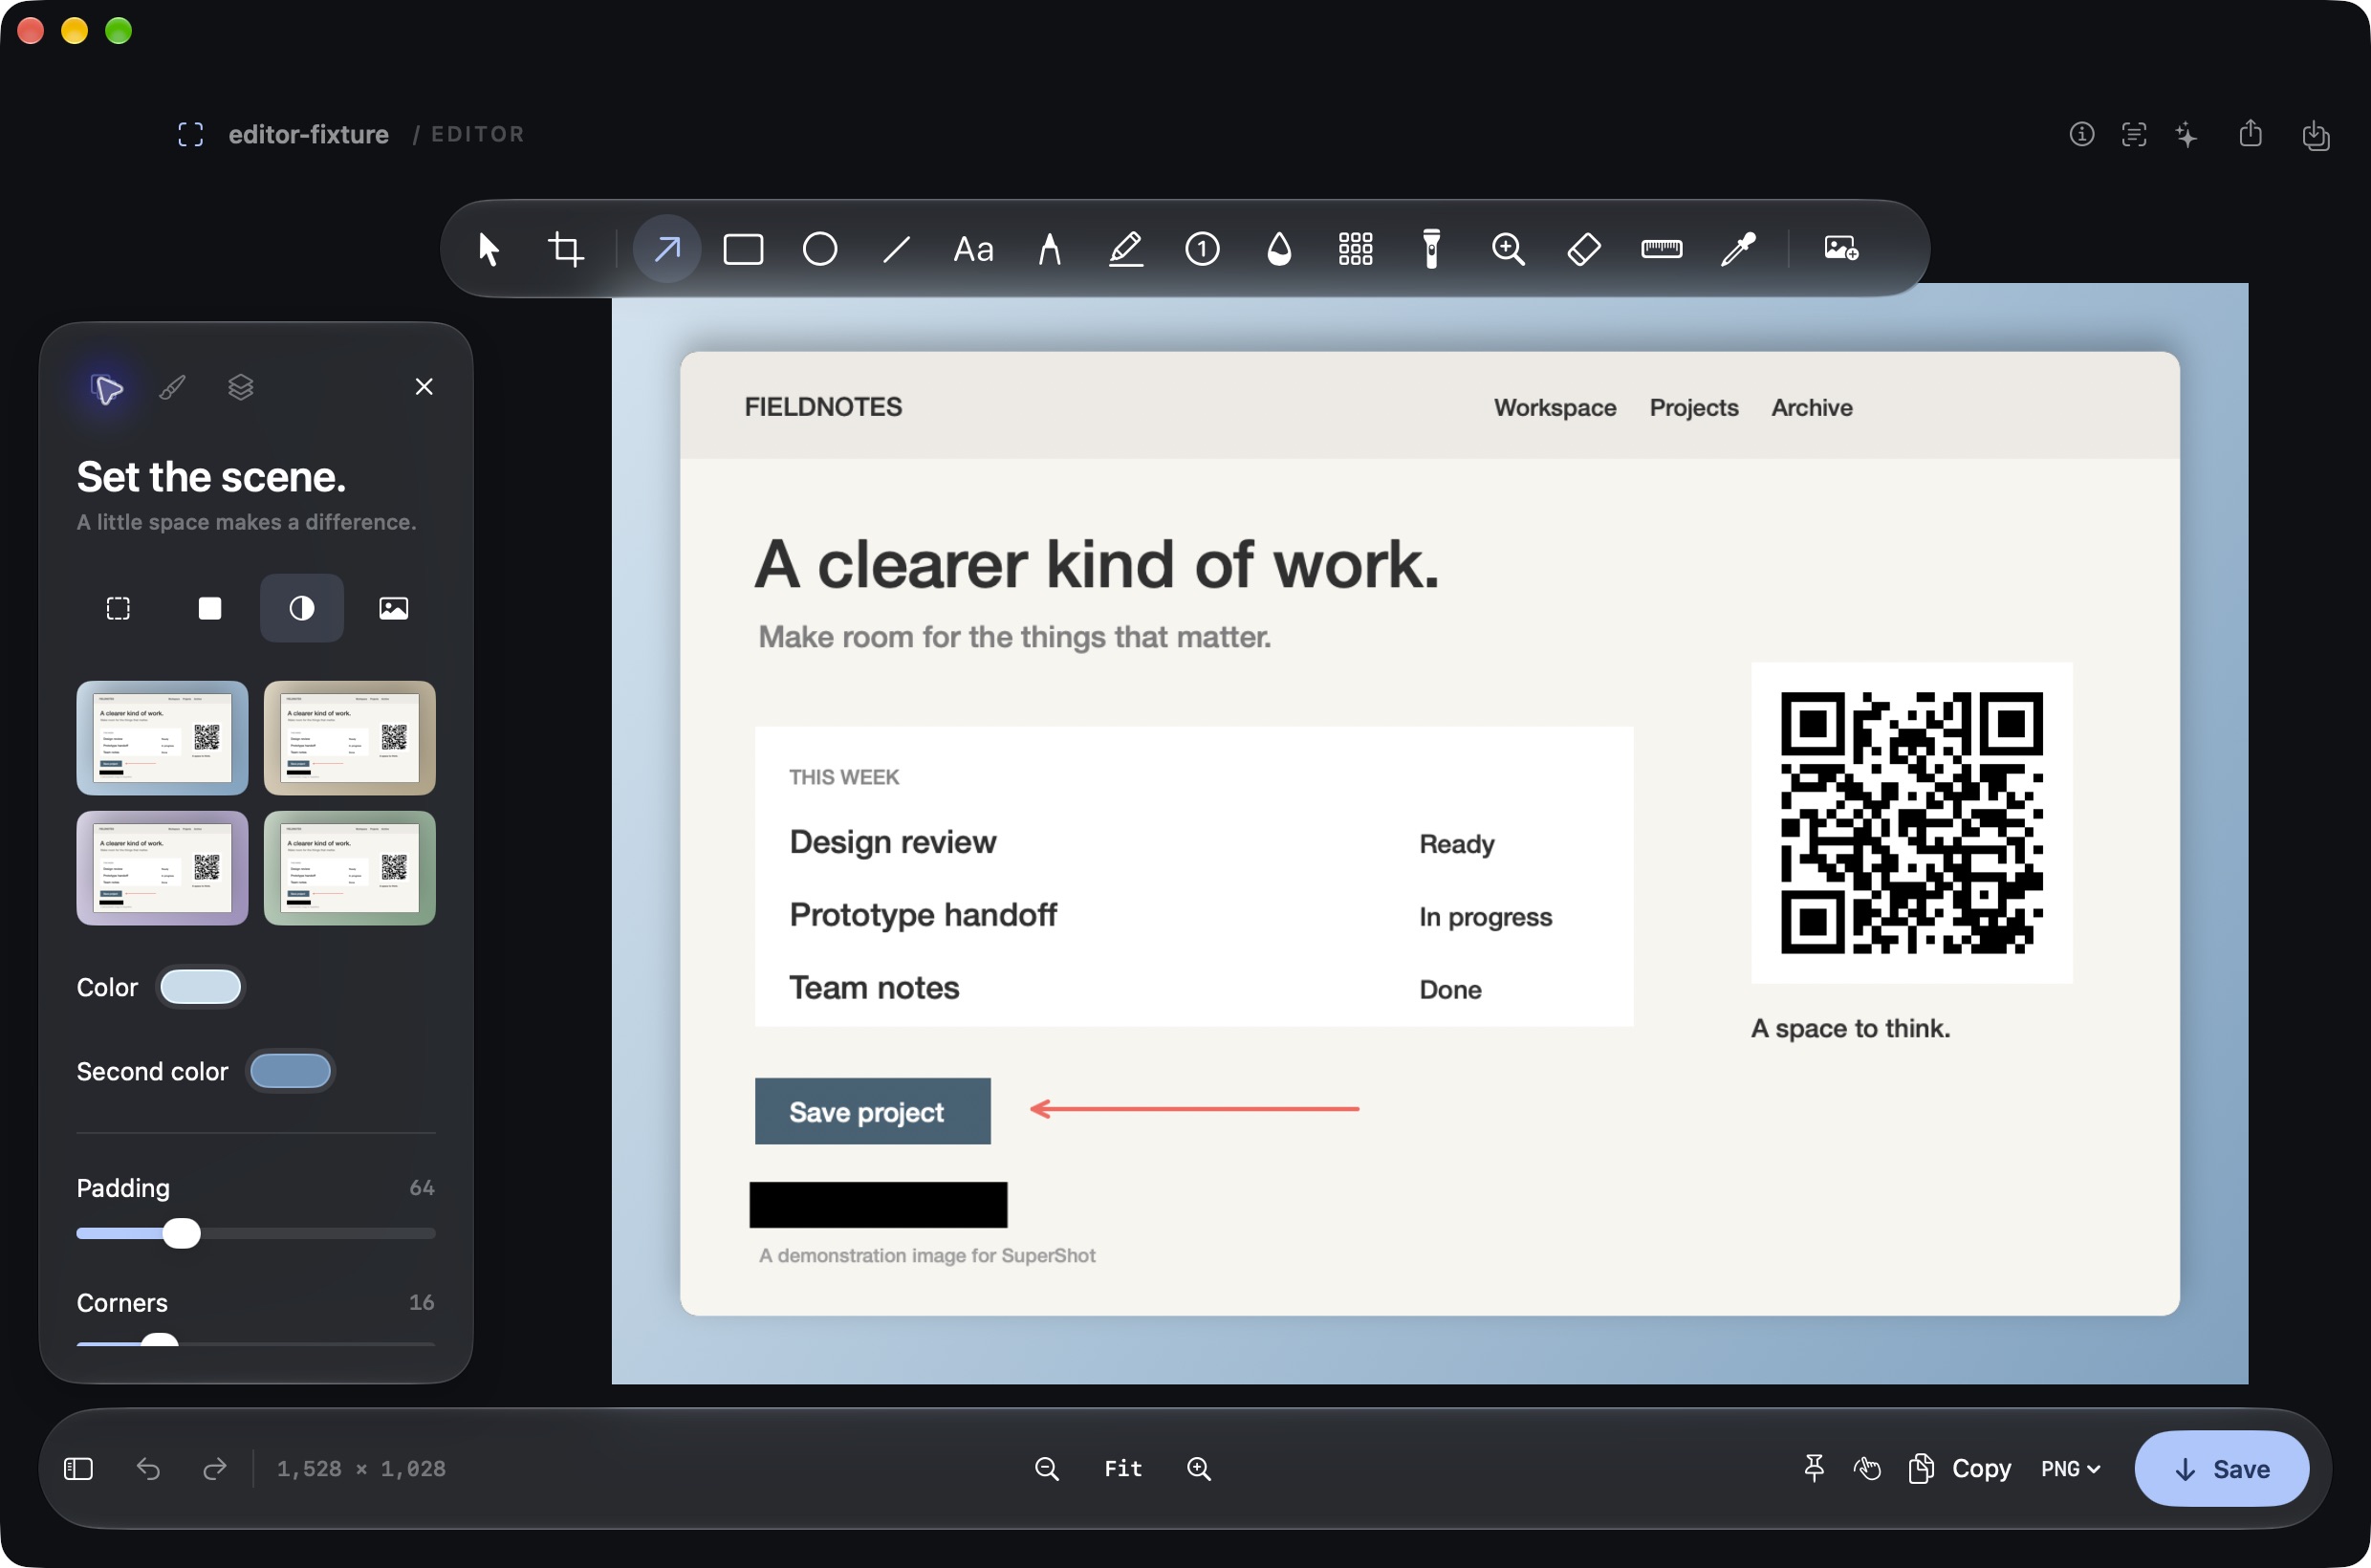 editor-fixture / EDITOR
Aa
1
Set the scene.
A little space makes a difference.
Color
Second color
Padding 64
Corners 16
FIELDNOTES Workspace Projects Archive
A clearer kind of work.
Make room for the things that matter.
THIS WEEK
Design review Ready
Prototype handoff In progress
Team notes Done
A space to think.
Save project
A demonstration image for SuperShot
1,528 × 1,028
Fit
Copy PNG Save